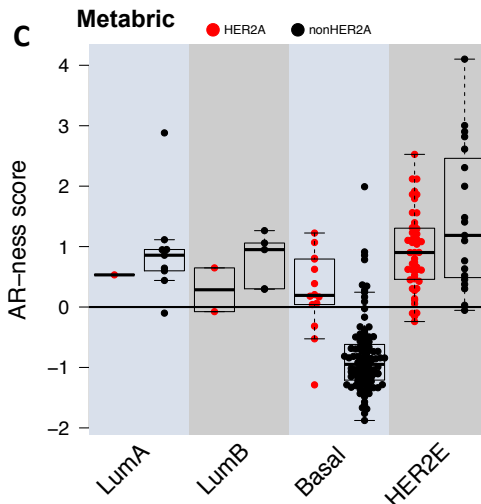 C
Metabric
HER2A
nonHER2A
AR−ness score
4
3
2
1
0
−1
−2
LumA
LumB
Basal
HER2E